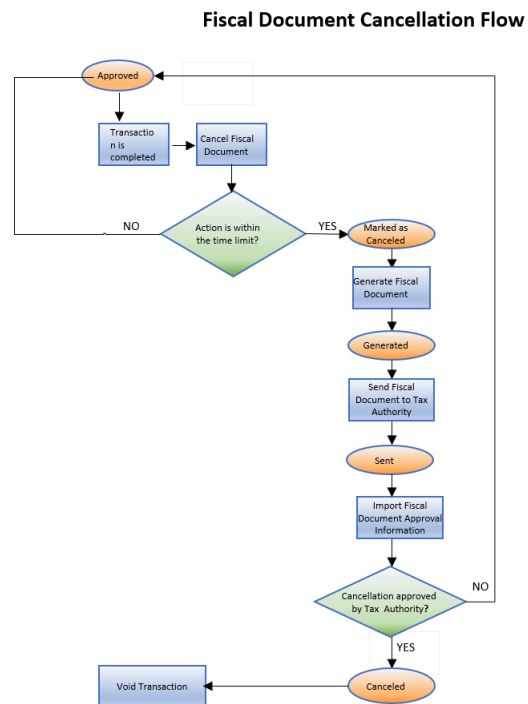 Fiscal Document Cancellation Flow
Approved
Transactio
n is
completed
Cancel Fiscal
Document
Action is within
the time limit?
NO
YES
Marked as
Canceled
Generate Fiscal
Document
Generated
Send Fiscal
Document to Tax
Authority
Sent
Import Fiscal
Document Approval
Information
Cancellation approved
by Tax Authority?
NO
YES
Canceled
Void Transaction